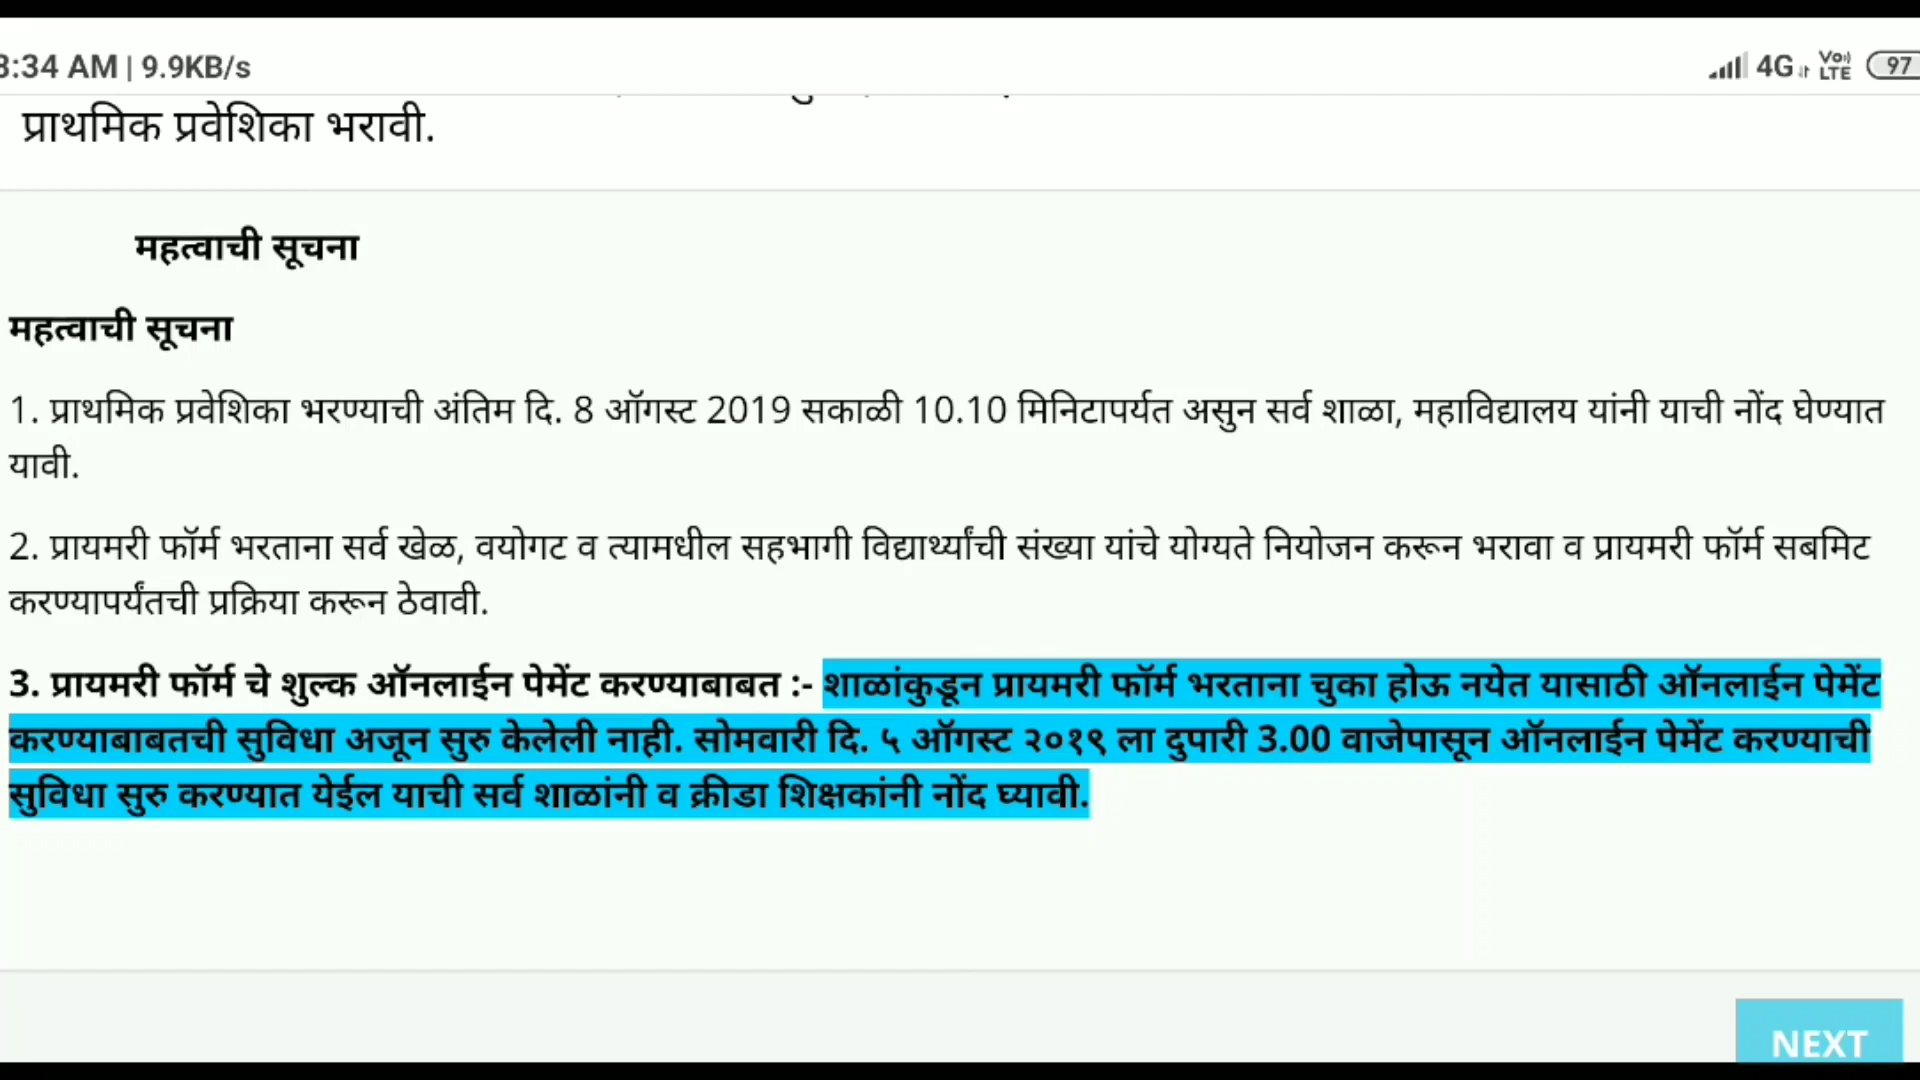 :34 AM | 9.9KB/s
4G Vo)) LTE 97
प्राथमिक प्रवेशिका भरावी.
महत्वाची सूचना
महत्वाची सूचना
1. प्राथमिक प्रवेशिका भरण्याची अंतिम दि. 8 ऑगस्ट 2019 सकाळी 10.10 मिनिटापर्यत असुन सर्व शाळा, महाविद्यालय यांनी याची नोंद घेण्यात
यावी.
2. प्रायमरी फॉर्म भरताना सर्व खेळ, वयोगट व त्यामधील सहभागी विद्यार्थ्यांची संख्या यांचे योग्यते नियोजन करून भरावा व प्रायमरी फॉर्म सबमिट
करण्यापर्यंतची प्रक्रिया करून ठेवावी.
3. प्रायमरी फॉर्म चे शुल्क ऑनलाईन पेमेंट करण्याबाबत :- शाळांकुडून प्रायमरी फॉर्म भरताना चुका होऊ नयेत यासाठी ऑनलाईन पेमेंट
करण्याबाबतची सुविधा अजून सुरु केलेली नाही. सोमवारी दि. ५ ऑगस्ट २०१९ ला दुपारी 3.00 वाजेपासून ऑनलाईन पेमेंट करण्याची
सुविधा सुरु करण्यात येईल याची सर्व शाळांनी व क्रीडा शिक्षकांनी नोंद घ्यावी.
NEXT